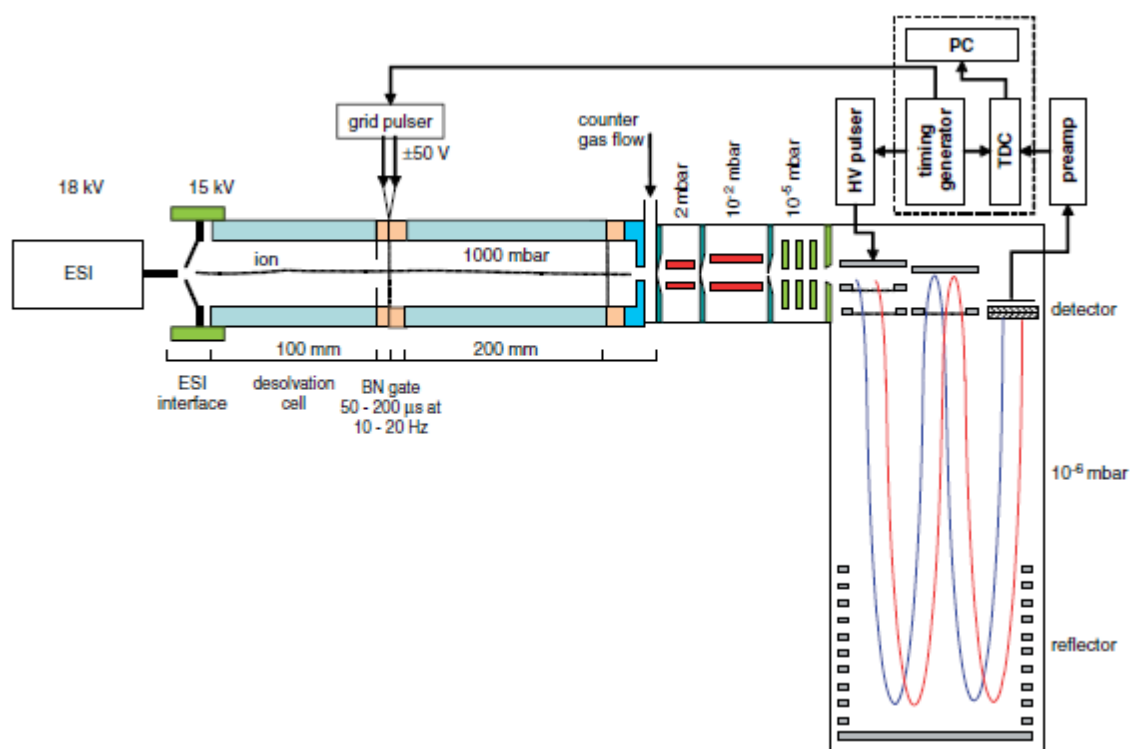 PC
grid pulser
±50 V
counter
gas flow
HV pulser
timing
generator
TDC
preamp
18 kV
15 kV
2 mbar
10⁻² mbar
10⁻⁵ mbar
ESI
ion
1000 mbar
detector
100 mm
200 mm
ESI
interface
desolvation
cell
BN gate
50 - 200 µs at
10 - 20 Hz
10⁻⁶ mbar
reflector